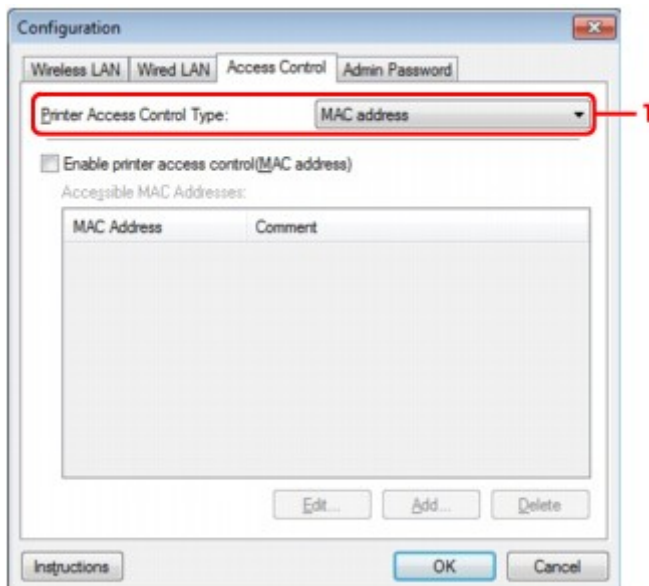 Configuration
Wireless LAN Wired LAN Access Control Admin Password
Printer Access Control Type: MAC address 1
Enable printer access control(MAC address)
Accessible MAC Addresses:
MAC Address Comment
Edit... Add... Delete
Instructions OK Cancel